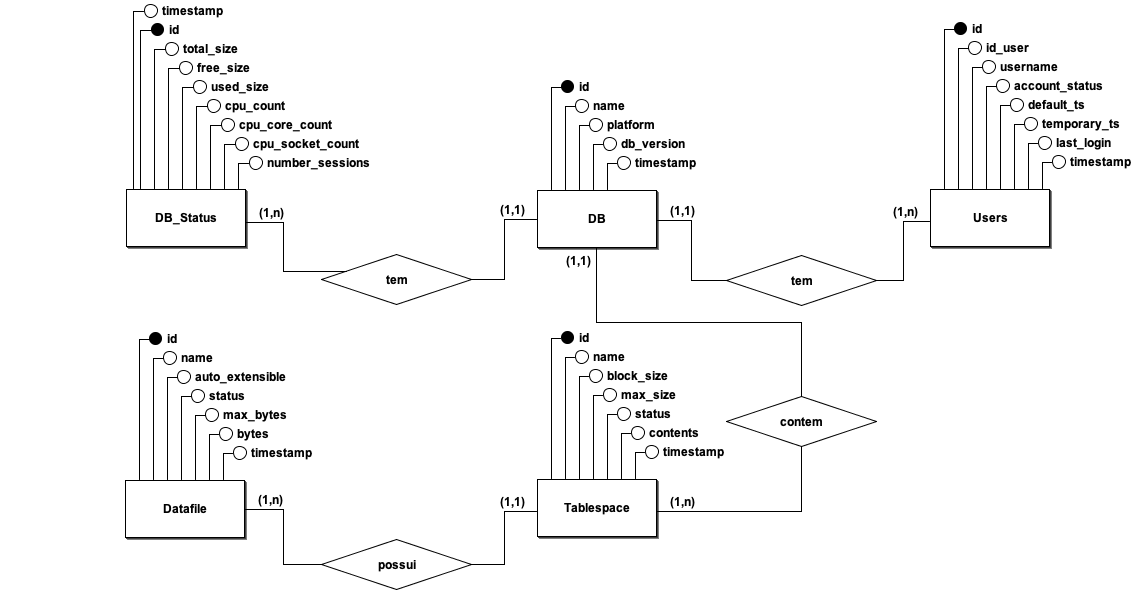 timestamp
id
total_size
free_size
used_size
cpu_count
cpu_core_count
cpu_socket_count
number_sessions
DB_Status
(1,n)
tem
(1,1)
id
name
platform
db_version
timestamp
DB
(1,1)
(1,1)
tem
(1,n)
id
id_user
username
account_status
default_ts
temporary_ts
last_login
timestamp
Users
id
name
auto_extensible
status
max_bytes
bytes
timestamp
Datafile
(1,n)
possui
(1,1)
id
name
block_size
max_size
status
contents
timestamp
Tablespace
(1,n)
contem